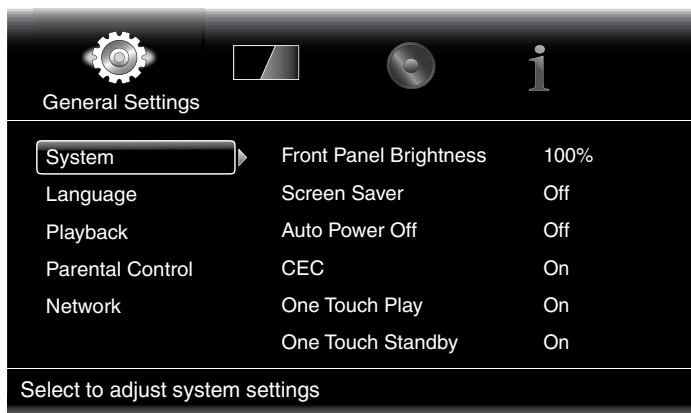 General Settings
System Front Panel Brightness 100%
Language Screen Saver Off
Playback Auto Power Off Off
Parental Control CEC On
Network One Touch Play On
One Touch Standby On
Select to adjust system settings